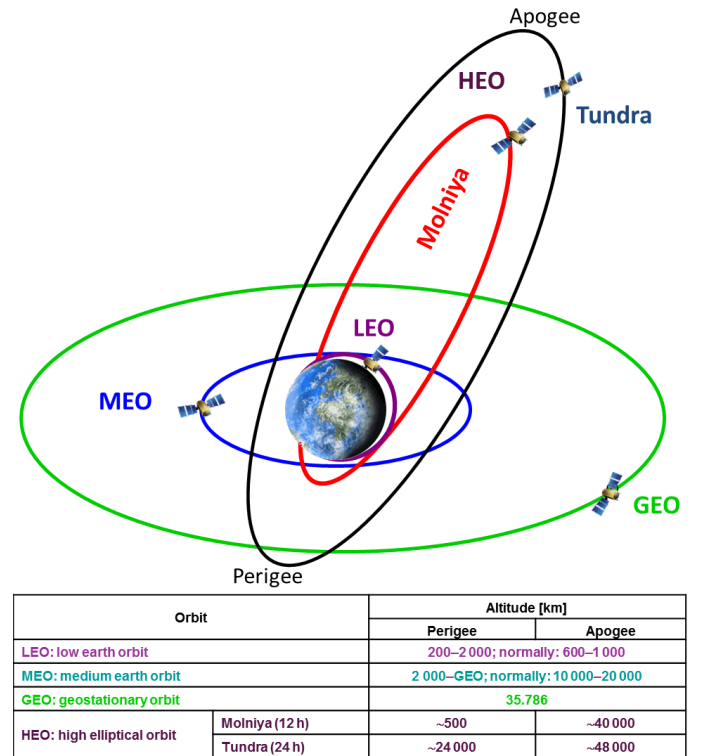 Apogee
HEO
Tundra
Molniya
LEO
MEO
GEO
Perigee
Orbit
Altitude [km]
Perigee
Apogee
LEO: low earth orbit
200–2 000; normally: 600–1 000
MEO: medium earth orbit
2 000–GEO; normally: 10 000–20 000
GEO: geostationary orbit
35.786
HEO: high elliptical orbit
Molniya (12 h)
~500
~40 000
Tundra (24 h)
~24 000
~48 000